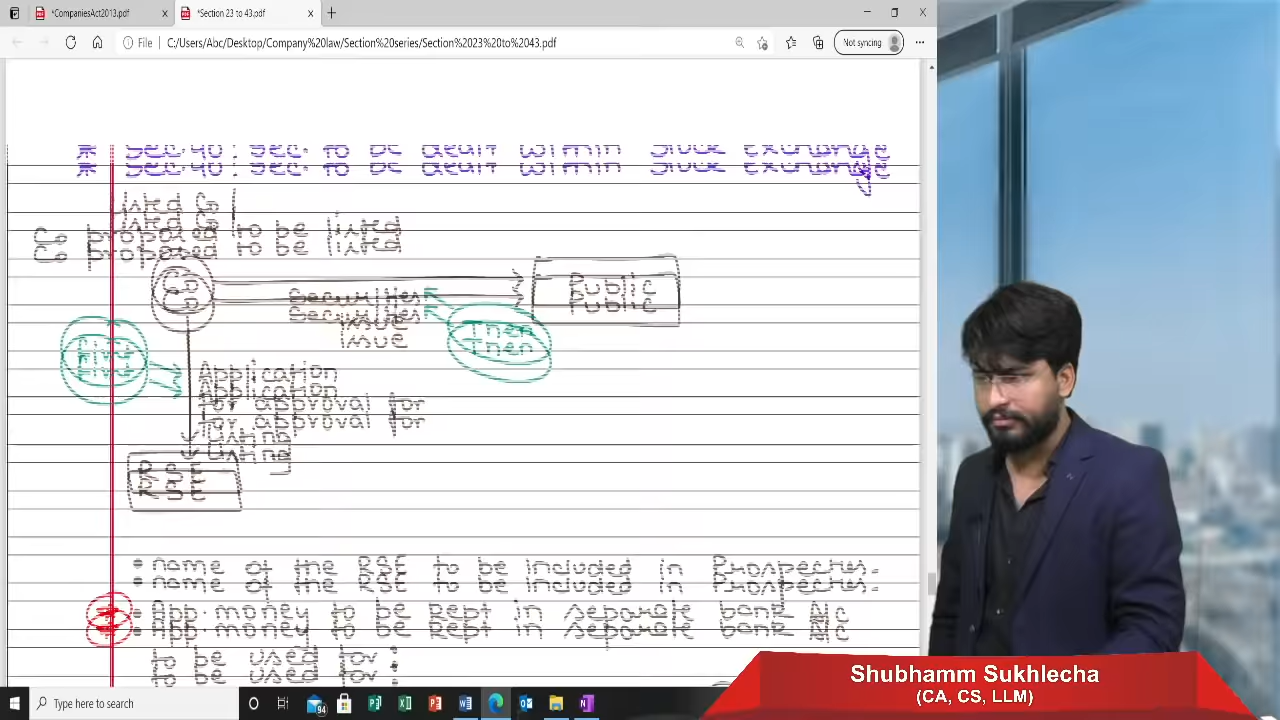 *CompaniesAct2013.pdf
*Section 23 to 43.pdf
File
C:/Users/Abc/Desktop/Company%20law/Section%20series/Section%2023%20to%2043.pdf
Not syncing
* Sec.40 : Sec. to be dealt within Stock exchange
Listed Co
Co proposed to be listed
Co
Public
Securities
Issue
Then
First
Application
for approval for
Listing
RSE
• name of the RSE to be included in Prospectus.
• App. money to be kept in separate bank A/c
to be used for :
Shubhamm Sukhlecha
(CA, CS, LLM)
Type here to search
94